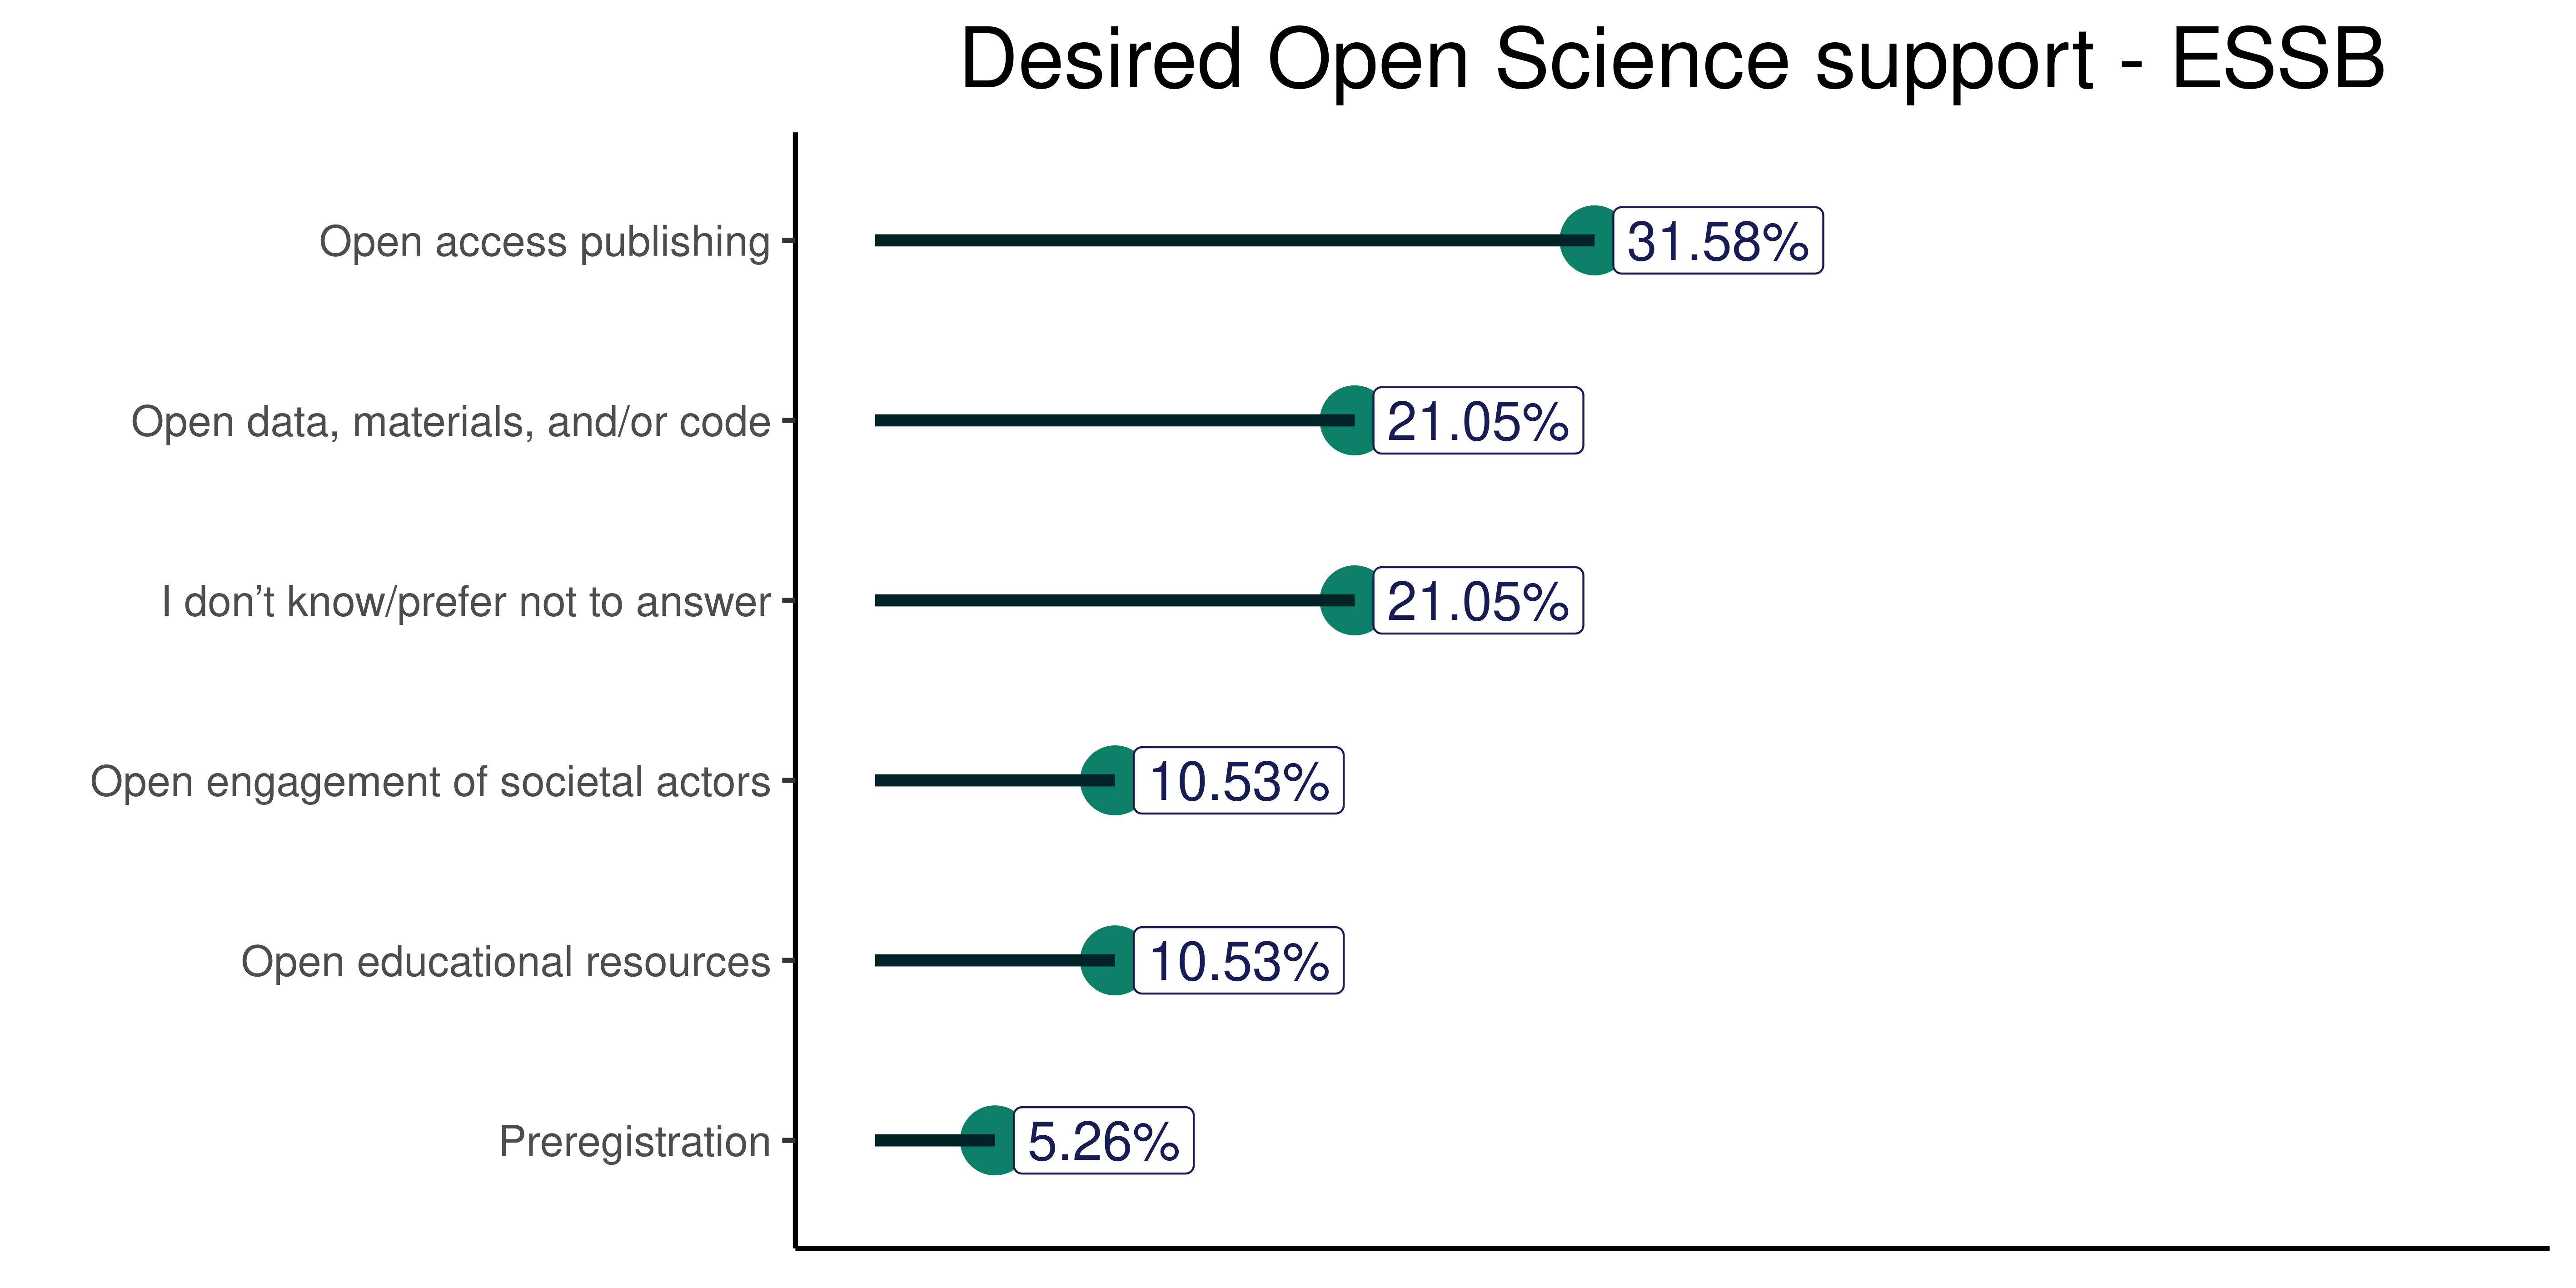 Desired Open Science support - ESSB
Open access publishing
31.58%
Open data, materials, and/or code
21.05%
I don’t know/prefer not to answer
21.05%
Open engagement of societal actors
10.53%
Open educational resources
10.53%
Preregistration
5.26%